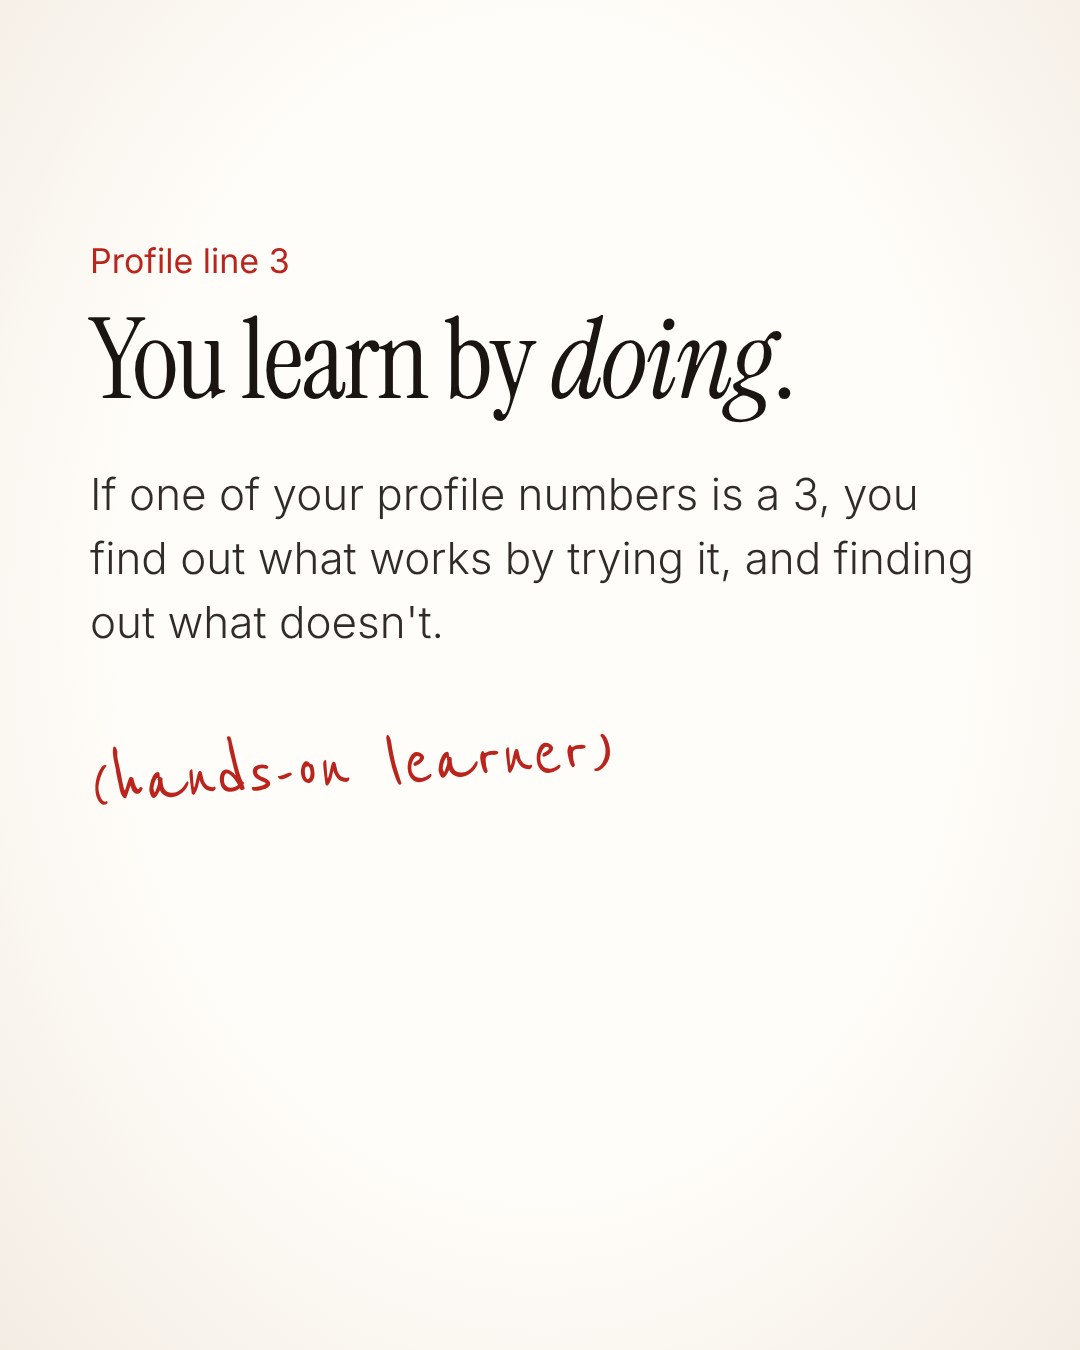 Profile line 3
You learn by doing.
If one of your profile numbers is a 3, you
find out what works by trying it, and finding
out what doesn't.
(hands-on learner)